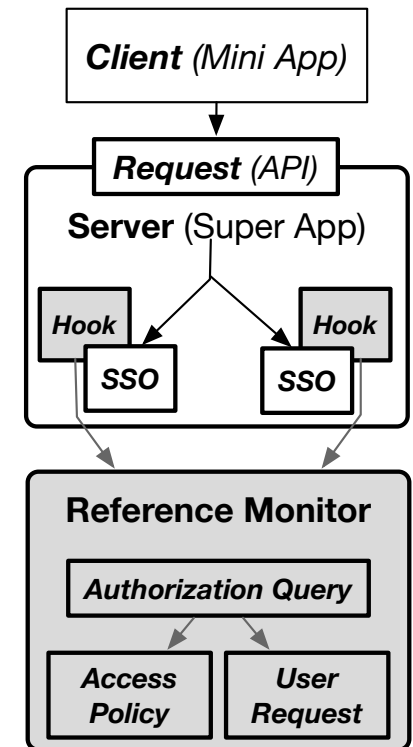 Client (Mini App)
Request (API)
Server (Super App)
Hook
Hook
SSO
SSO
Reference Monitor
Authorization Query
Access
Policy
User
Request